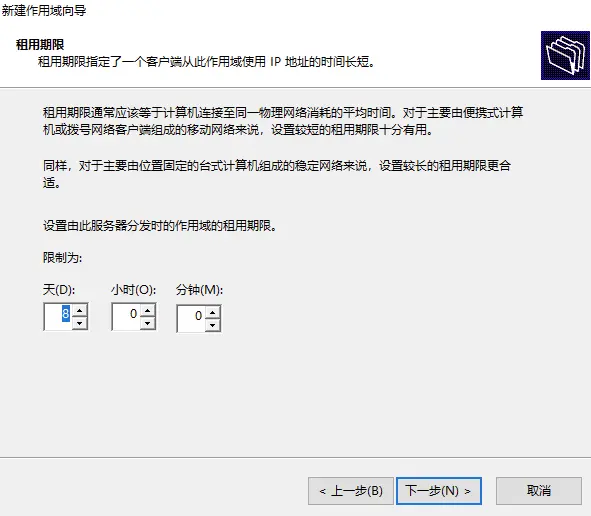 新建作用域向导
租用期限
租用期限指定了一个客户端从此作用域使用 IP 地址的时间长短。
租用期限通常应该等于计算机连接至同一物理网络消耗的平均时间。对于主要由便携式计算
机或拨号网络客户端组成的移动网络来说，设置较短的租用期限十分有用。
同样，对于主要由位置固定的台式计算机组成的稳定网络来说，设置较长的租用期限更合
适。
设置由此服务器分发时的作用域的租用期限。
限制为:
天(D): 小时(O): 分钟(M):
8 0 0
< 上一步(B) 下一步(N) > 取消